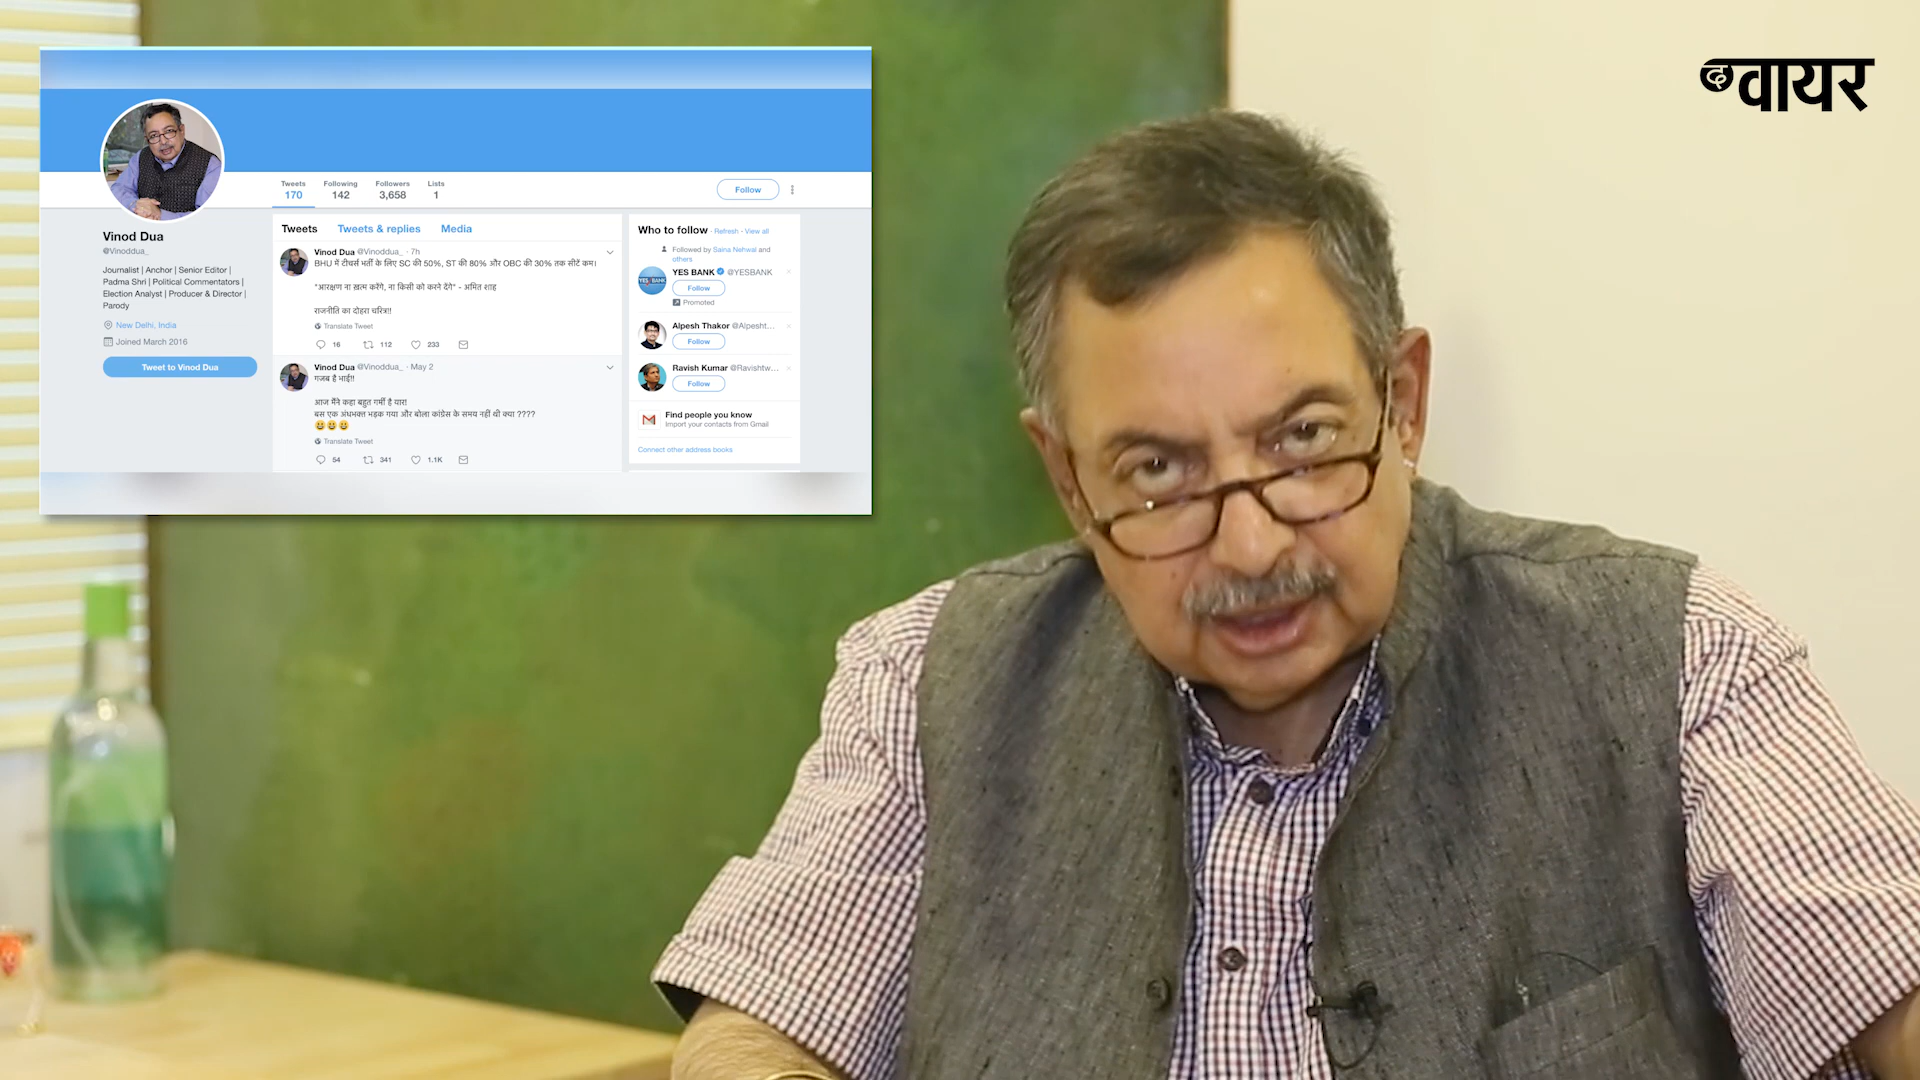 द वायर
Tweets
170
Following
142
Followers
3,658
Lists
1
Follow
Vinod Dua
@Vinoddua_
Journalist | Anchor | Senior Editor |
Padma Shri | Political Commentators |
Election Analyst | Producer & Director |
Parody
New Delhi, India
Joined March 2016
Tweet to Vinod Dua
Tweets Tweets & replies Media
Vinod Dua @Vinoddua_ · 7h
BHU में टीचर्स भर्ती के लिए SC की 50%, ST की 80% और OBC की 30% तक सीटें कम।
"आरक्षण ना ख़त्म करेंगे, ना किसी को करने देंगे" - अमित शाह
राजनीति का दोहरा चरित्र!!
Translate Tweet
16 112 233
Vinod Dua @Vinoddua_ · May 2
गजब है भाई!!
आज मैंने कहा बहुत गर्मी है यार!
बस एक अंधभक्त भड़क गया और बोला कांग्रेस के समय नहीं थी क्या ????
😃😃😃
Translate Tweet
54 341 1.1K
Who to follow · Refresh · View all
Followed by Saina Nehwal and
others
YES BANK @YESBANK
YES BANK
Follow
Promoted
Alpesh Thakor @Alpesht...
Follow
Ravish Kumar @Ravishtw...
Follow
Find people you know
Import your contacts from Gmail
Connect other address books